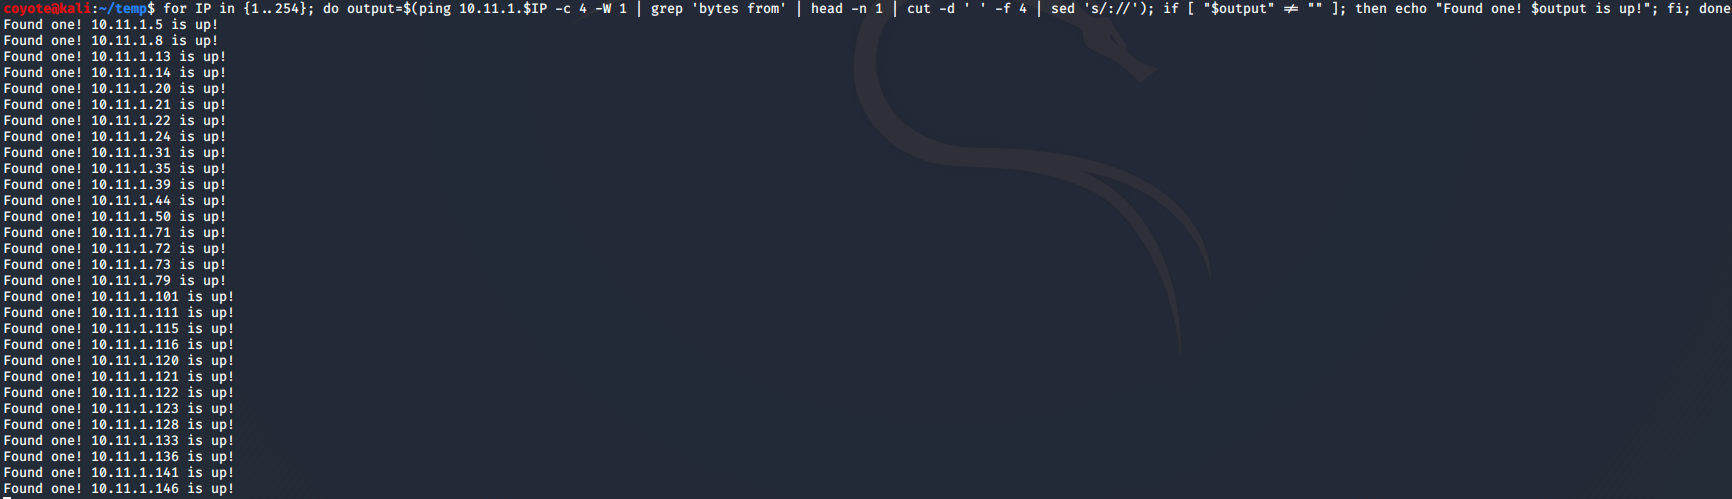 coyote@kali:~/temp$ for IP in {1..254}; do output=$(ping 10.11.1.$IP -c 4 -W 1 | grep 'bytes from' | head -n 1 | cut -d ' ' -f 4 | sed 's/://'); if [ "$output" ≠ "" ]; then echo "Found one! $output is up!"; fi; done
Found one! 10.11.1.5 is up!
Found one! 10.11.1.8 is up!
Found one! 10.11.1.13 is up!
Found one! 10.11.1.14 is up!
Found one! 10.11.1.20 is up!
Found one! 10.11.1.21 is up!
Found one! 10.11.1.22 is up!
Found one! 10.11.1.24 is up!
Found one! 10.11.1.31 is up!
Found one! 10.11.1.35 is up!
Found one! 10.11.1.39 is up!
Found one! 10.11.1.44 is up!
Found one! 10.11.1.50 is up!
Found one! 10.11.1.71 is up!
Found one! 10.11.1.72 is up!
Found one! 10.11.1.73 is up!
Found one! 10.11.1.79 is up!
Found one! 10.11.1.101 is up!
Found one! 10.11.1.111 is up!
Found one! 10.11.1.115 is up!
Found one! 10.11.1.116 is up!
Found one! 10.11.1.120 is up!
Found one! 10.11.1.121 is up!
Found one! 10.11.1.122 is up!
Found one! 10.11.1.123 is up!
Found one! 10.11.1.128 is up!
Found one! 10.11.1.133 is up!
Found one! 10.11.1.136 is up!
Found one! 10.11.1.141 is up!
Found one! 10.11.1.146 is up!